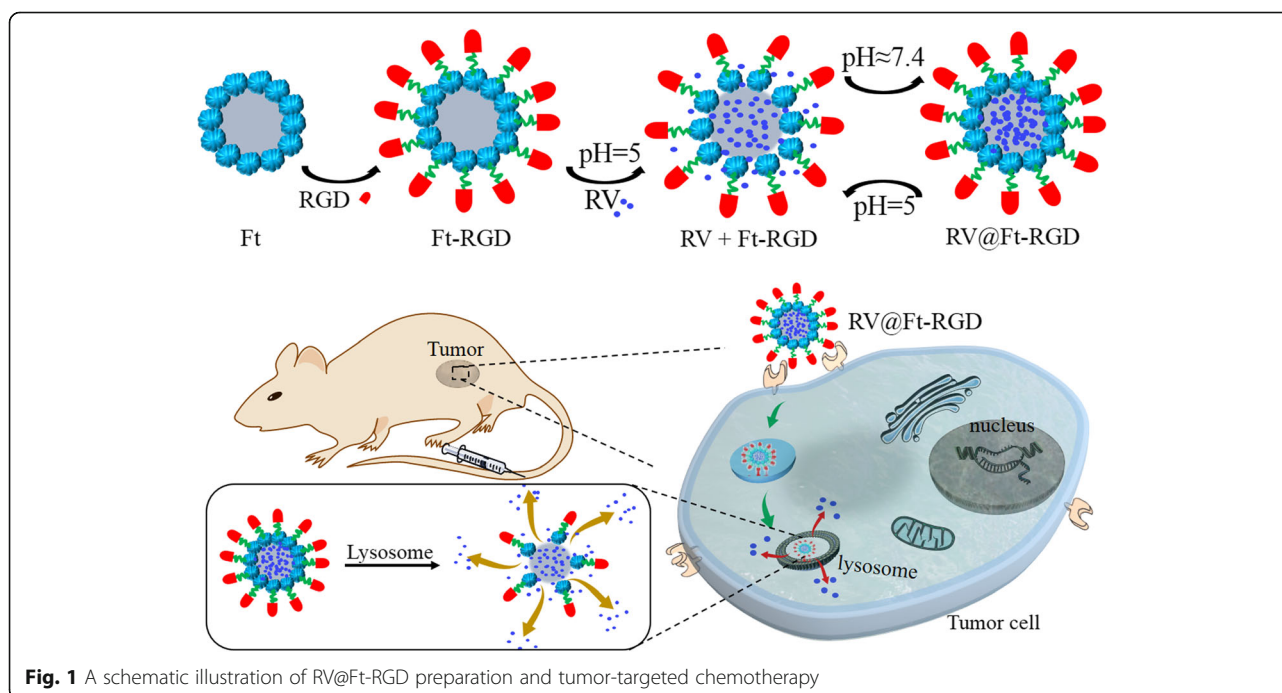 pH≈7.4
pH=5
RGD
RV
pH=5
Ft
Ft-RGD
RV + Ft-RGD
RV@Ft-RGD
RV@Ft-RGD
Tumor
nucleus
Lysosome
lysosome
Tumor cell
Fig. 1 A schematic illustration of RV@Ft-RGD preparation and tumor-targeted chemotherapy